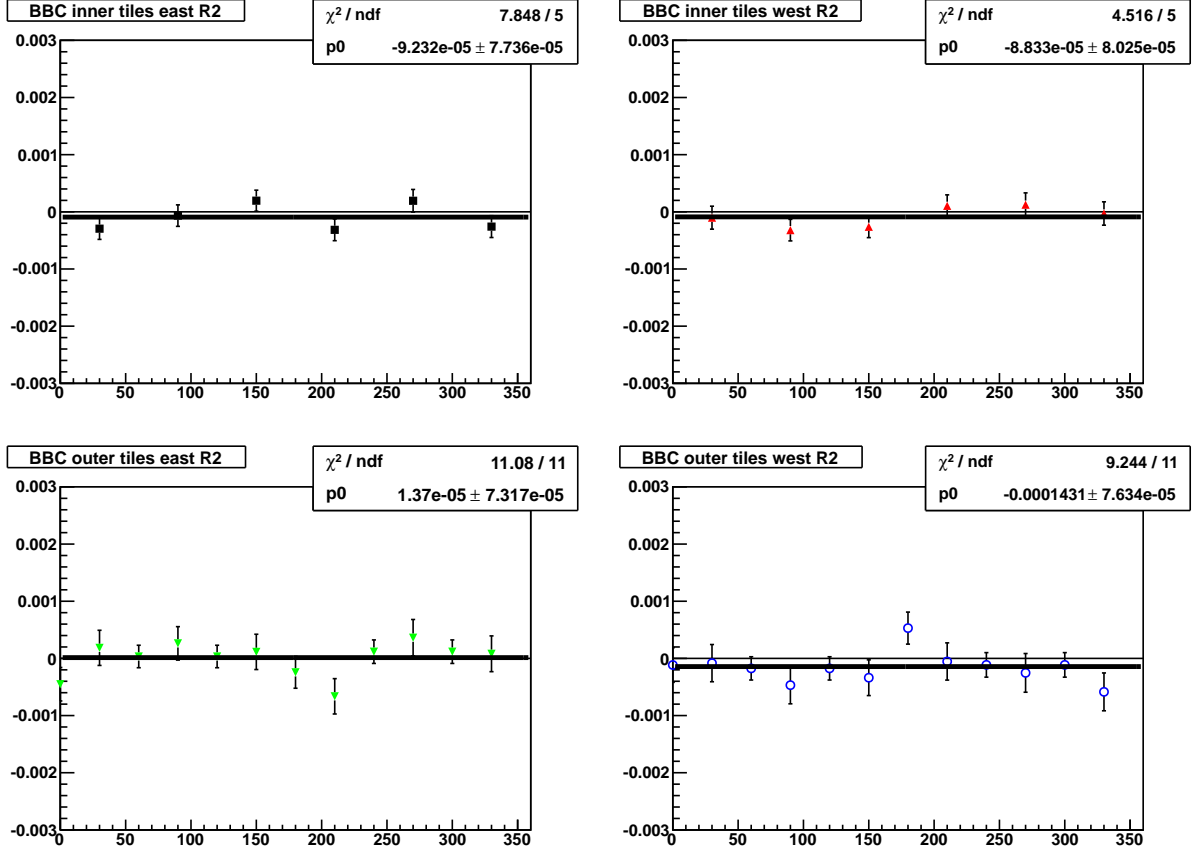 BBC inner tiles east R2
χ² / ndf 7.848 / 5
p0 -9.232e-05 ± 7.736e-05
0.003
0.002
0.001
0
-0.001
-0.002
-0.003
0 50 100 150 200 250 300 350
BBC inner tiles west R2
χ² / ndf 4.516 / 5
p0 -8.833e-05 ± 8.025e-05
0.003
0.002
0.001
0
-0.001
-0.002
-0.003
0 50 100 150 200 250 300 350
BBC outer tiles east R2
χ² / ndf 11.08 / 11
p0 1.37e-05 ± 7.317e-05
0.003
0.002
0.001
0
-0.001
-0.002
-0.003
0 50 100 150 200 250 300 350
BBC outer tiles west R2
χ² / ndf 9.244 / 11
p0 -0.0001431 ± 7.634e-05
0.003
0.002
0.001
0
-0.001
-0.002
-0.003
0 50 100 150 200 250 300 350